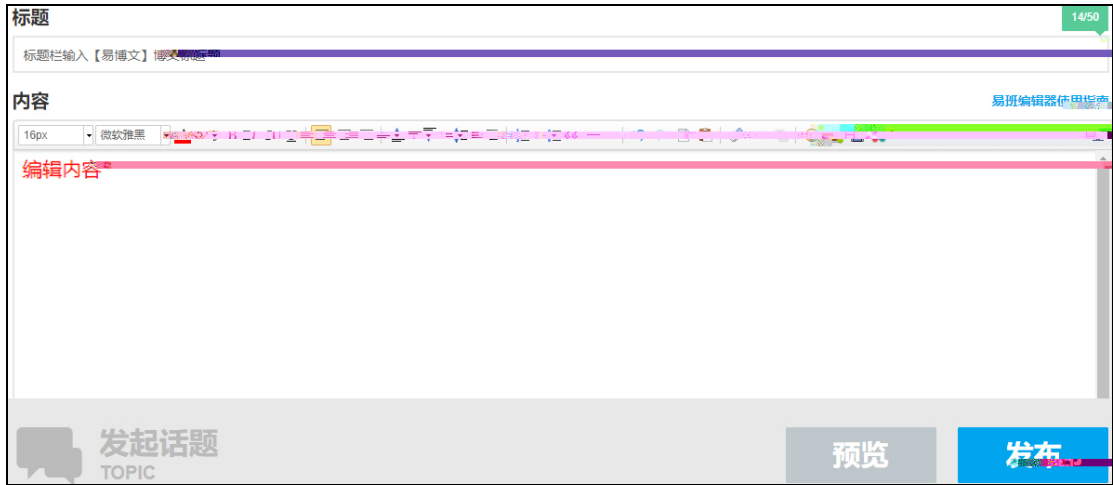 标题
14/50
标题栏输入【易博文】博文标题
内容
易班编辑器使用指南
16px
微软雅黑
编辑内容
发起话题
TOPIC
预览
发布